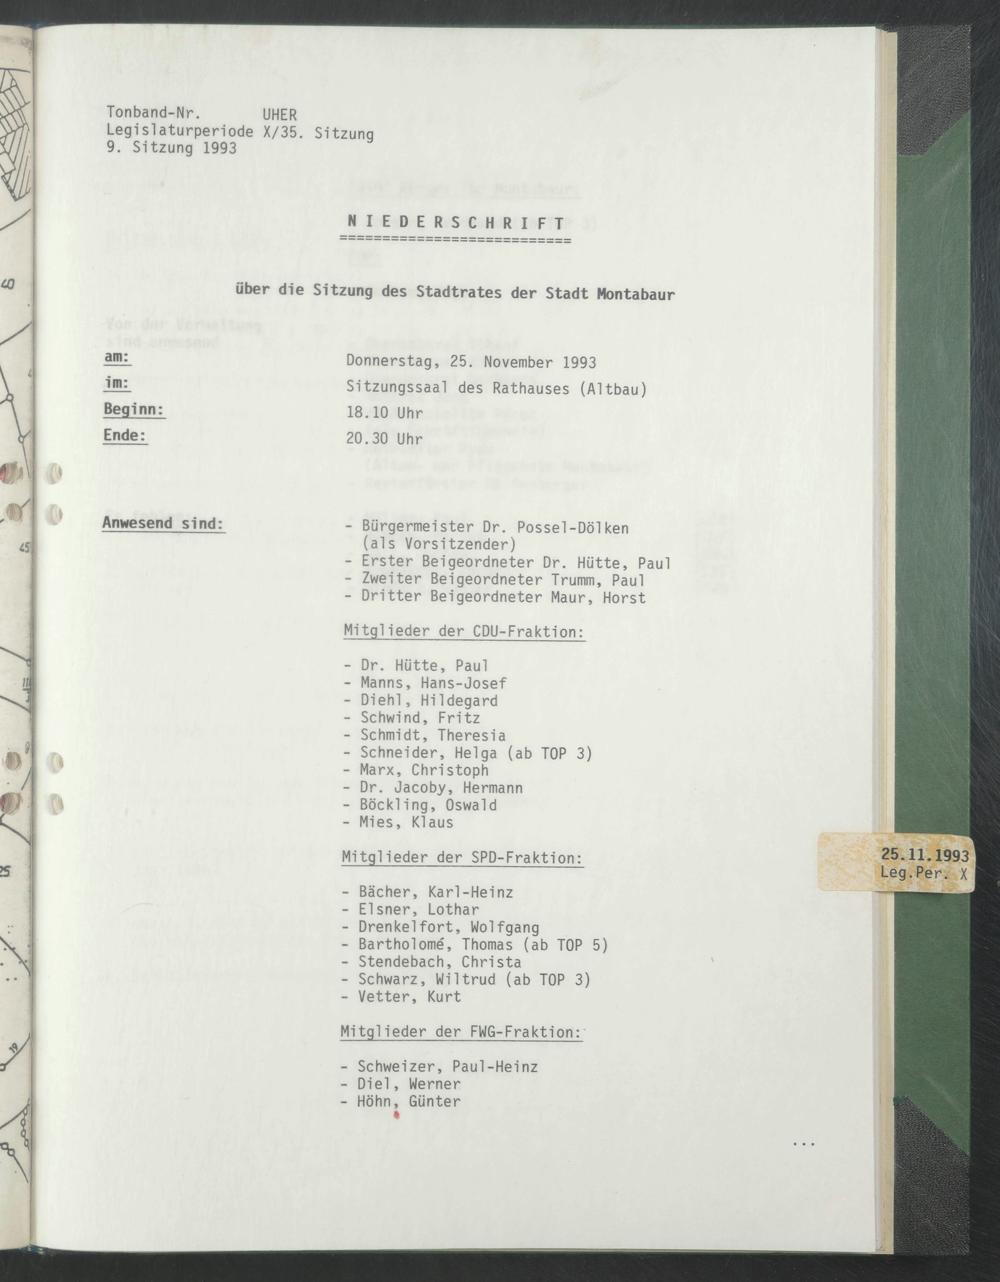 Tonband-Nr. UHER
Legislaturperiode X/35. Sitzung
9. Sitzung 1993
N I E D E R S C H R I F T
===========================
über die Sitzung des Stadtrates der Stadt Montabaur
am: Donnerstag, 25. November 1993
im: Sitzungssaal des Rathauses (Altbau)
Beginn: 18.10 Uhr
Ende: 20.30 Uhr
Anwesend sind: - Bürgermeister Dr. Possel-Dölken
(als Vorsitzender)
- Erster Beigeordneter Dr. Hütte, Paul
- Zweiter Beigeordneter Trumm, Paul
- Dritter Beigeordneter Maur, Horst
Mitglieder der CDU-Fraktion:
- Dr. Hütte, Paul
- Manns, Hans-Josef
- Diehl, Hildegard
- Schwind, Fritz
- Schmidt, Theresia
- Schneider, Helga (ab TOP 3)
- Marx, Christoph
- Dr. Jacoby, Hermann
- Böckling, Oswald
- Mies, Klaus
Mitglieder der SPD-Fraktion:
- Bächer, Karl-Heinz
- Elsner, Lothar
- Drenkelfort, Wolfgang
- Bartholomé, Thomas (ab TOP 5)
- Stendebach, Christa
- Schwarz, Wiltrud (ab TOP 3)
- Vetter, Kurt
Mitglieder der FWG-Fraktion:
- Schweizer, Paul-Heinz
- Diel, Werner
- Höhn, Günter
...
25.11.1993
Leg.Per. X
40
45
25
19